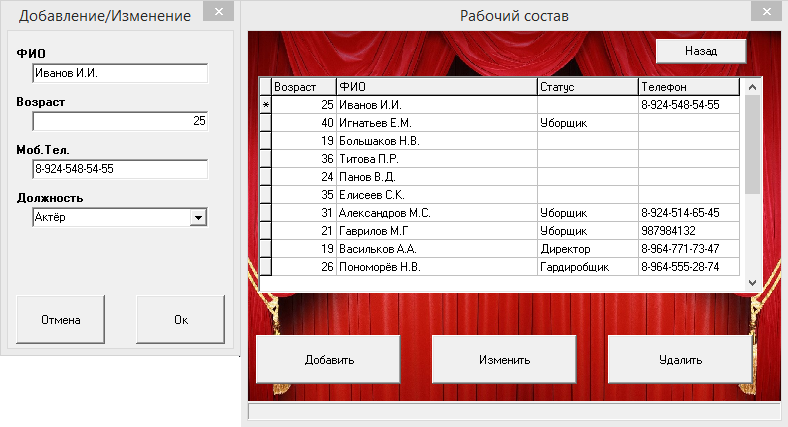 Добавление/Изменение
ФИО
Иванов И.И.
Возраст
25
Моб.Тел.
8-924-548-54-55
Должность
Актёр
Отмена
Ок
Рабочий состав
Назад
Возраст ФИО Статус Телефон
* 25 Иванов И.И. 8-924-548-54-55
40 Игнатьев Е.М. Уборщик
19 Большаков Н.В.
36 Титова П.Р.
24 Панов В.Д.
35 Елисеев С.К.
31 Александров М.С. Уборщик 8-924-514-65-45
21 Гаврилов М.Г Уборщик 987984132
19 Васильков А.А. Директор 8-964-771-73-47
26 Пономорёв Н.В. Гардиробщик 8-964-555-28-74
Добавить
Изменить
Удалить